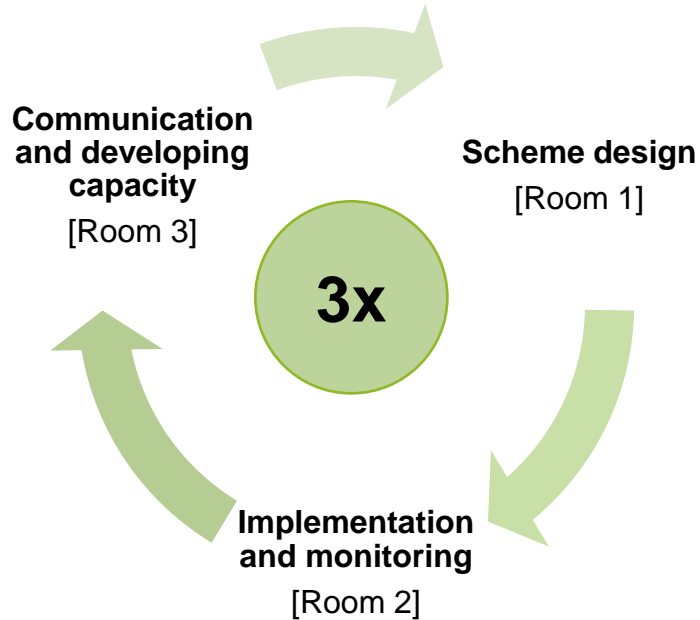 Communication
and developing
capacity
[Room 3]
Scheme design
[Room 1]
3x
Implementation
and monitoring
[Room 2]